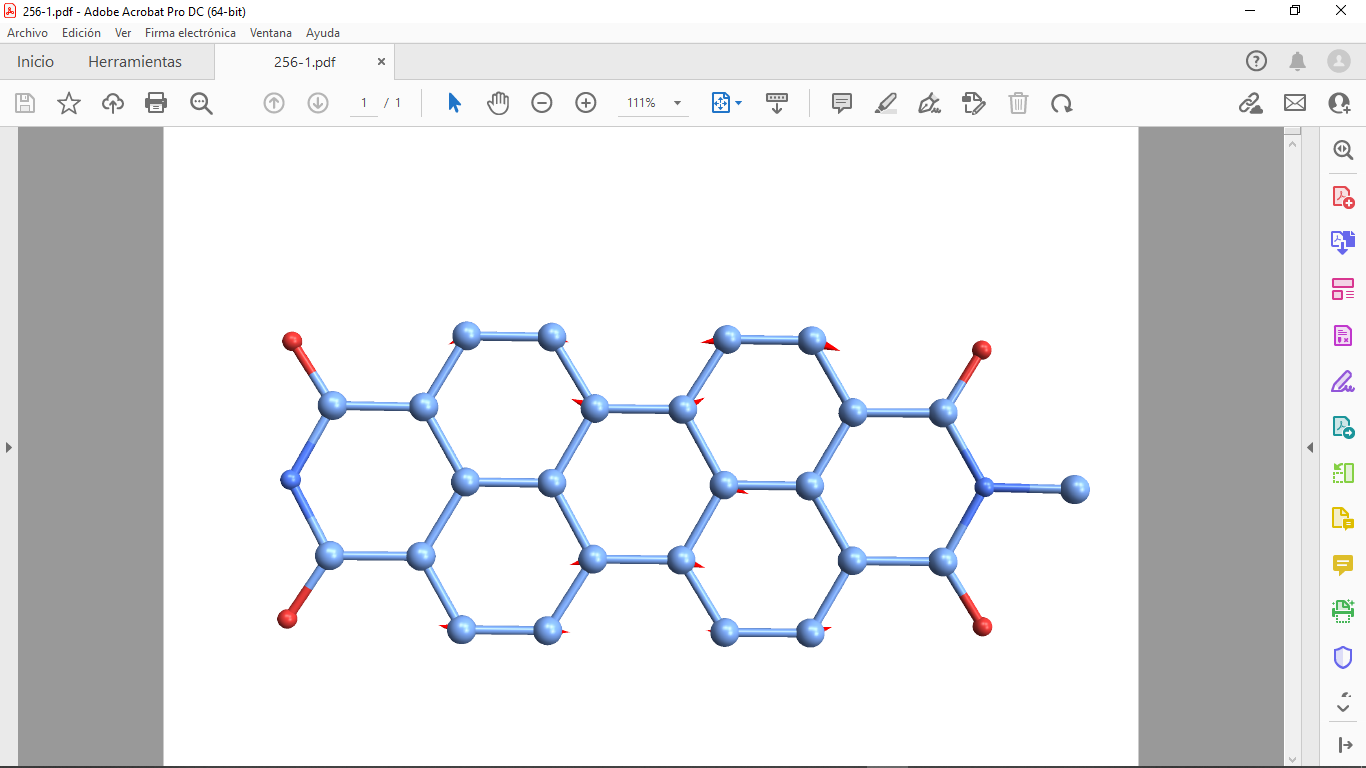 256-1.pdf - Adobe Acrobat Pro DC (64-bit)
Archivo Edición Ver Firma electrónica Ventana Ayuda
Inicio Herramientas 256-1.pdf
1 / 1 111%